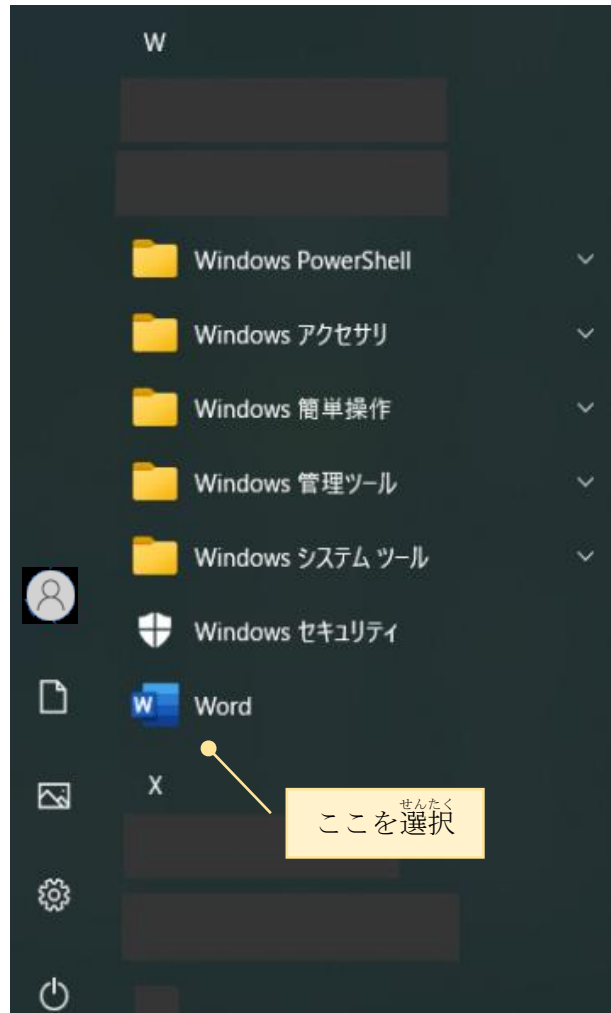 W
Windows PowerShell
Windows アクセサリ
Windows 簡単操作
Windows 管理ツール
Windows システム ツール
Windows セキュリティ
W Word
X
せんたく
ここを選択